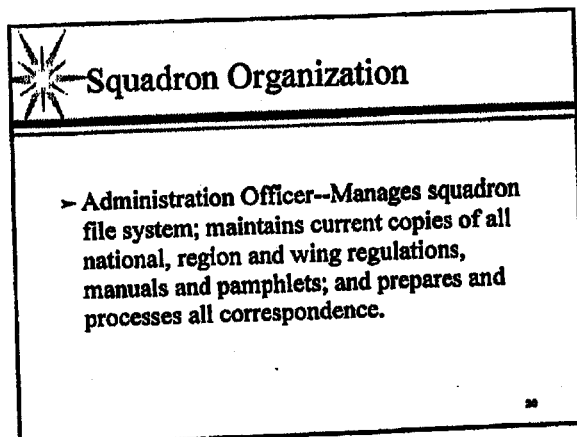 Squadron Organization
➢ Administration Officer--Manages squadron
file system; maintains current copies of all
national, region and wing regulations,
manuals and pamphlets; and prepares and
processes all correspondence.